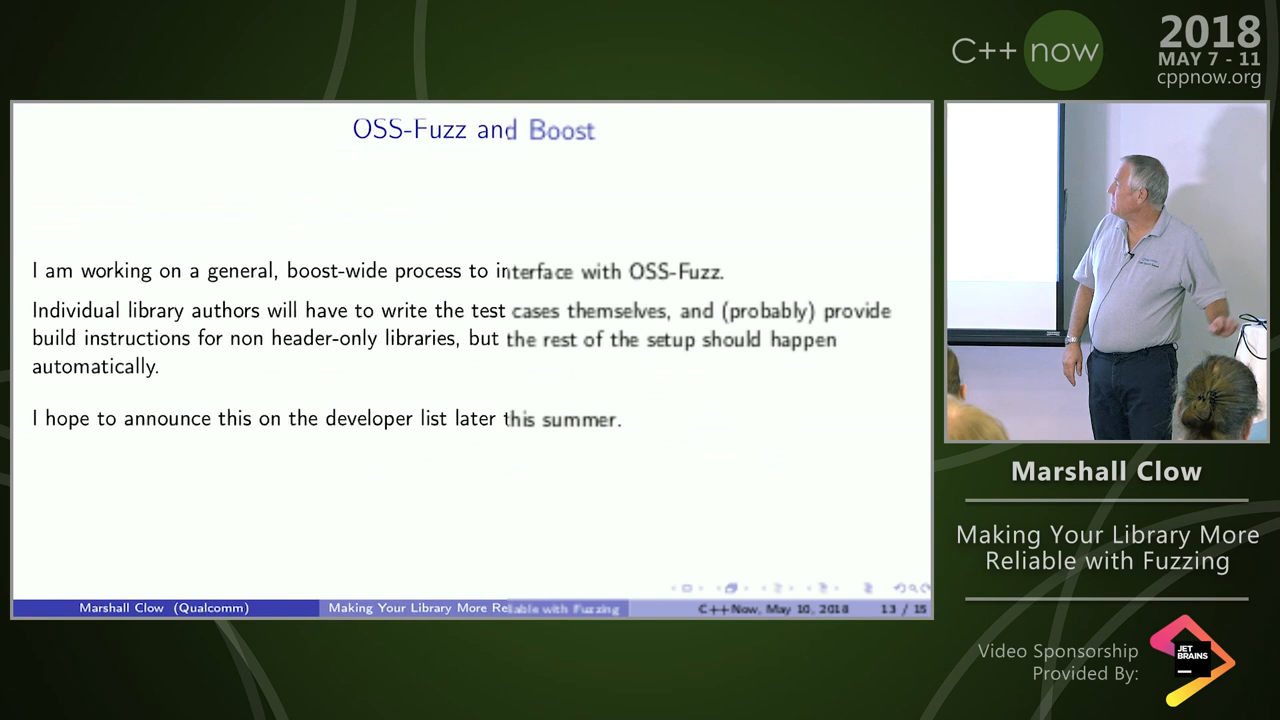 C++ now
2018
MAY 7 - 11
cppnow.org
OSS-Fuzz and Boost
I am working on a general, boost-wide process to interface with OSS-Fuzz.
Individual library authors will have to write the test cases themselves, and (probably) provide
build instructions for non header-only libraries, but the rest of the setup should happen
automatically.
I hope to announce this on the developer list later this summer.
Marshall Clow (Qualcomm)
Making Your Library More Reliable with Fuzzing
C++Now, May 10, 2018
13 / 15
Marshall Clow
Making Your Library More
Reliable with Fuzzing
Video Sponsorship
Provided By:
JET
BRAINS